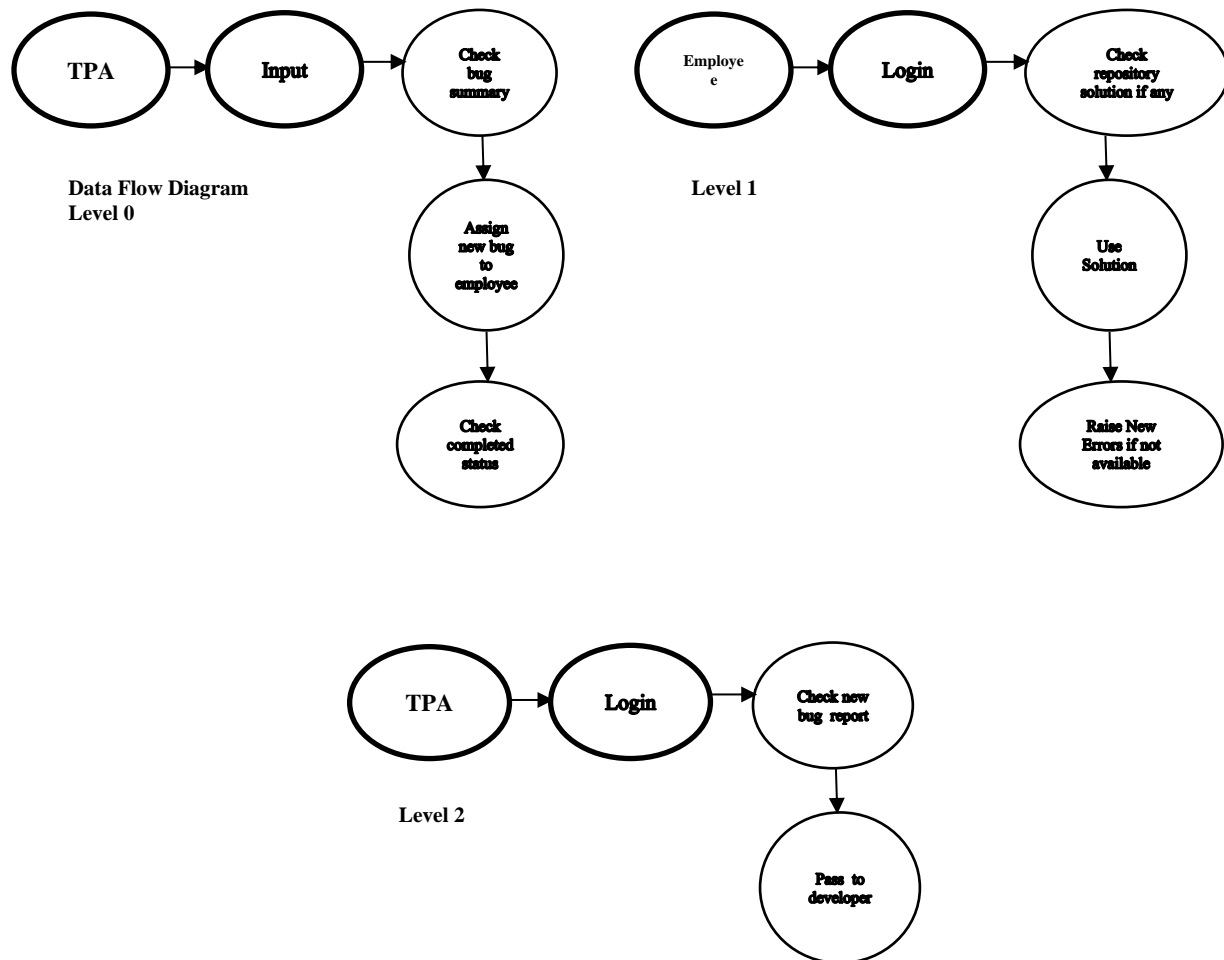 TPA
Input
Check
bug
summary
Data Flow Diagram
Level 0
Assign
new bug
to
employee
Check
completed
status
Employe
e
Login
Check
repository
solution if any
Level 1
Use
Solution
Raise New
Errors if not
available
TPA
Login
Check new
bug report
Level 2
Pass to
developer